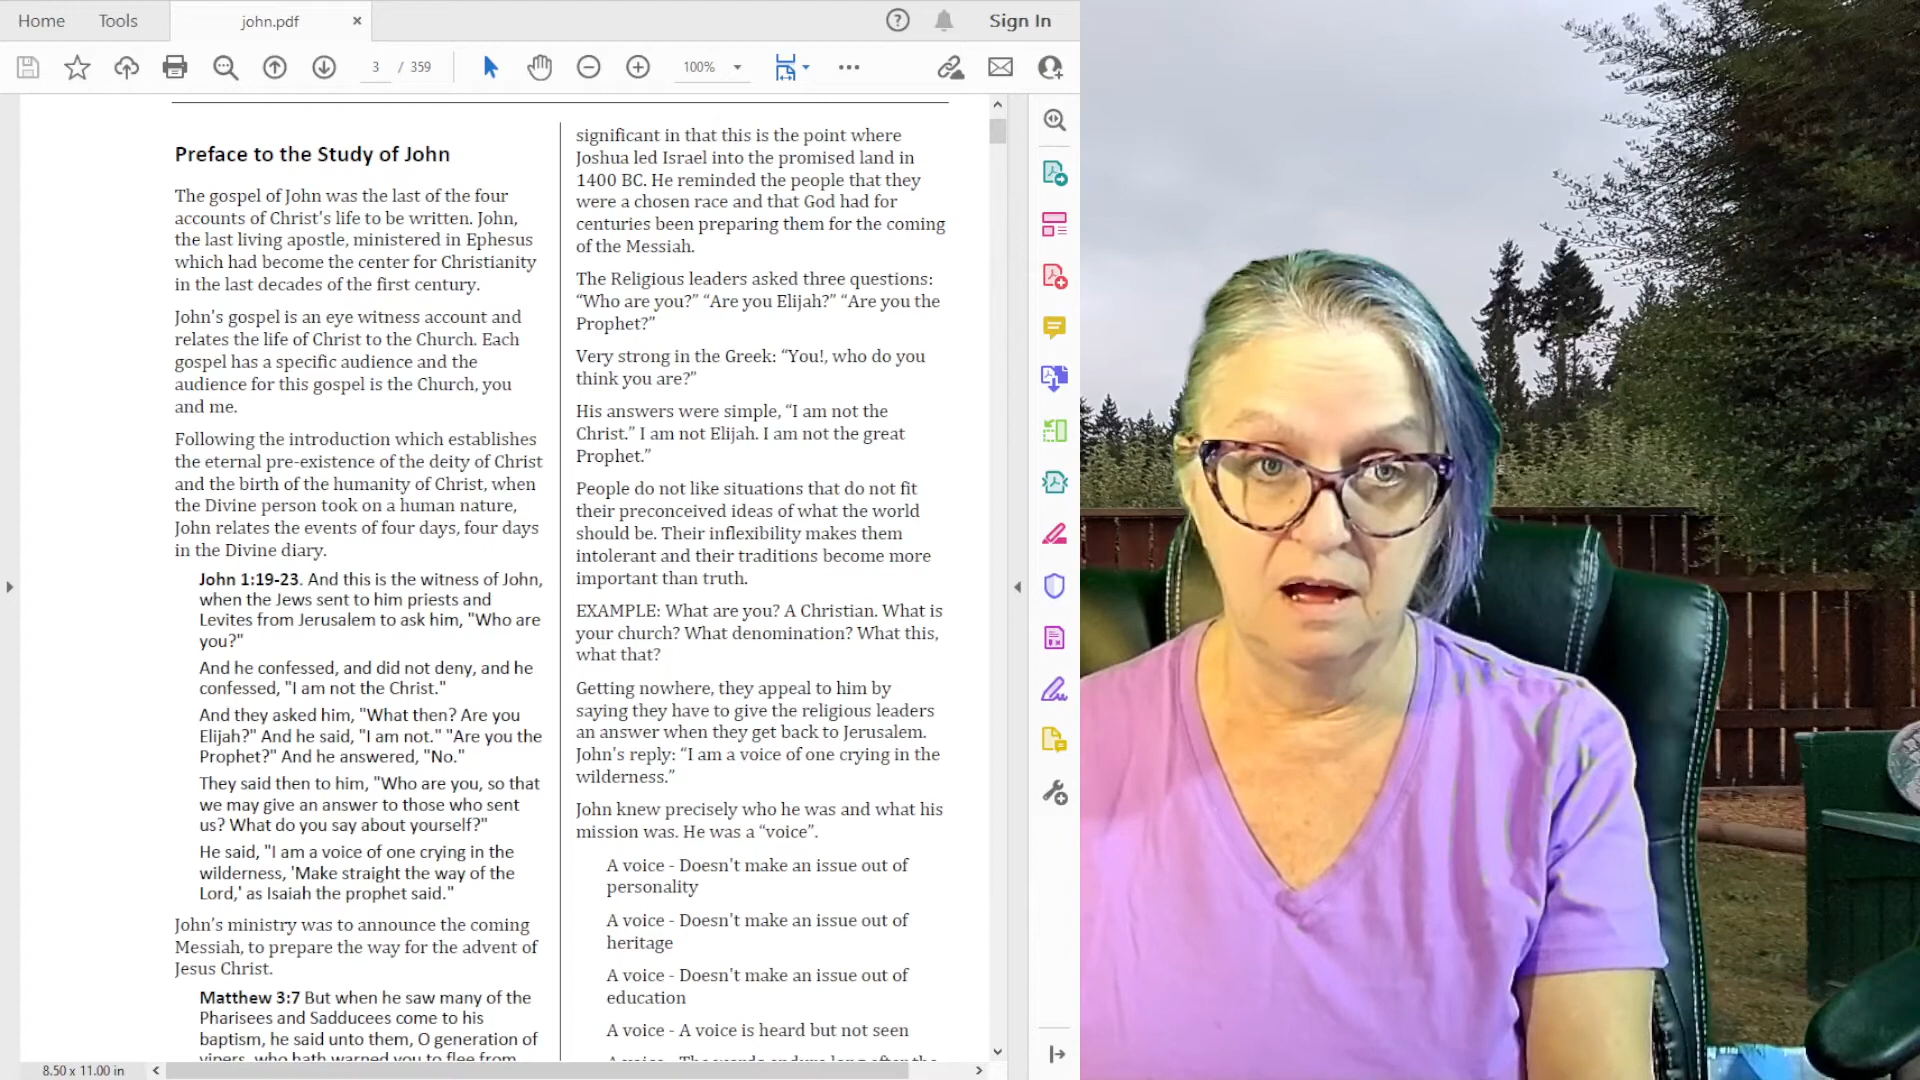 Home
Tools
john.pdf
Sign In
3 / 359
100%
Preface to the Study of John
The gospel of John was the last of the four
accounts of Christ's life to be written. John,
the last living apostle, ministered in Ephesus
which had become the center for Christianity
in the last decades of the first century.
John's gospel is an eye witness account and
relates the life of Christ to the Church. Each
gospel has a specific audience and the
audience for this gospel is the Church, you
and me.
Following the introduction which establishes
the eternal pre-existence of the deity of Christ
and the birth of the humanity of Christ, when
the Divine person took on a human nature,
John relates the events of four days, four days
in the Divine diary.
John 1:19-23. And this is the witness of John,
when the Jews sent to him priests and
Levites from Jerusalem to ask him, "Who are
you?"
And he confessed, and did not deny, and he
confessed, "I am not the Christ."
And they asked him, "What then? Are you
Elijah?" And he said, "I am not." "Are you the
Prophet?" And he answered, "No."
They said then to him, "Who are you, so that
we may give an answer to those who sent
us? What do you say about yourself?"
He said, "I am a voice of one crying in the
wilderness, 'Make straight the way of the
Lord,' as Isaiah the prophet said."
John’s ministry was to announce the coming
Messiah, to prepare the way for the advent of
Jesus Christ.
Matthew 3:7 But when he saw many of the
Pharisees and Sadducees come to his
baptism, he said unto them, O generation of
vipers, who hath warned you to flee from
significant in that this is the point where
Joshua led Israel into the promised land in
1400 BC. He reminded the people that they
were a chosen race and that God had for
centuries been preparing them for the coming
of the Messiah.
The Religious leaders asked three questions:
“Who are you?” “Are you Elijah?” “Are you the
Prophet?”
Very strong in the Greek: “You!, who do you
think you are?”
His answers were simple, “I am not the
Christ.” I am not Elijah. I am not the great
Prophet.”
People do not like situations that do not fit
their preconceived ideas of what the world
should be. Their inflexibility makes them
intolerant and their traditions become more
important than truth.
EXAMPLE: What are you? A Christian. What is
your church? What denomination? What this,
what that?
Getting nowhere, they appeal to him by
saying they have to give the religious leaders
an answer when they get back to Jerusalem.
John's reply: “I am a voice of one crying in the
wilderness.”
John knew precisely who he was and what his
mission was. He was a “voice”.
A voice - Doesn't make an issue out of
personality
A voice - Doesn't make an issue out of
heritage
A voice - Doesn't make an issue out of
education
A voice - A voice is heard but not seen
A voice - The words endure long after the
8.50 x 11.00 in